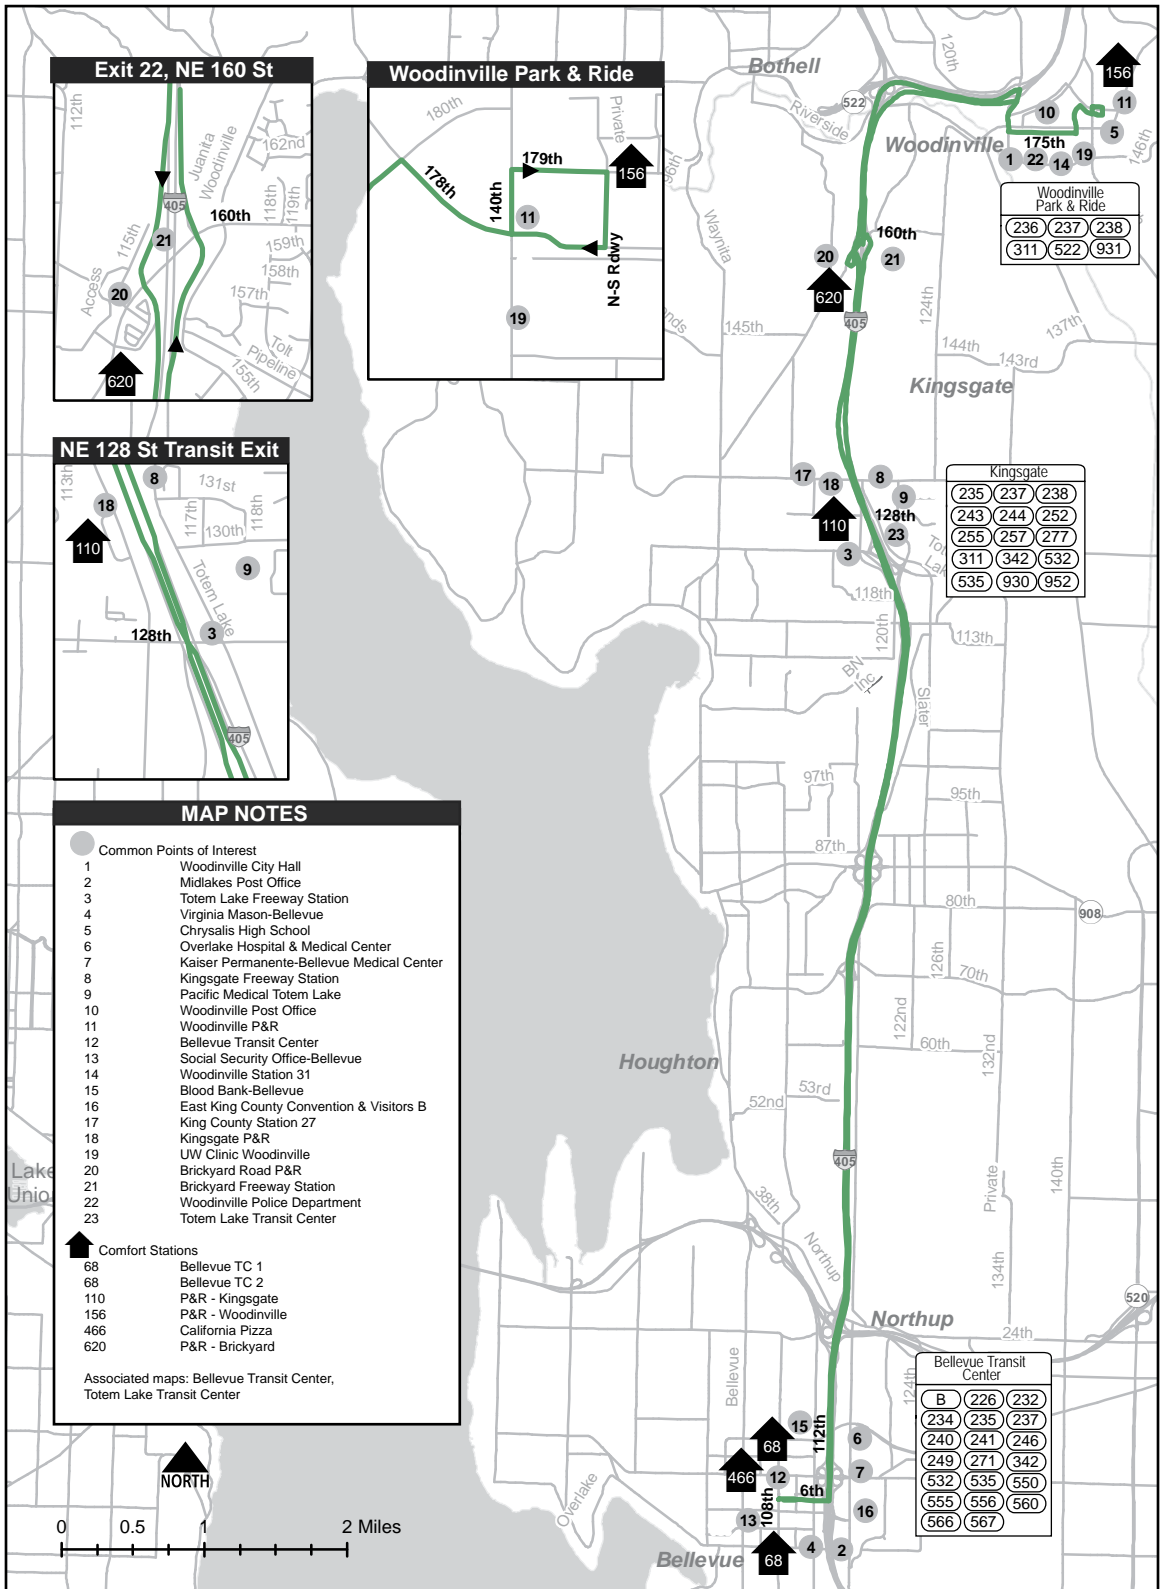 Exit 22, NE 160 St
112th
Juanita
Woodinville
162nd
405
160th
118th
119th
115th
21
159th
158th
Access
20
157th
Tolt
Pipeline
155th
620
Woodinville Park & Ride
180th
Private
179th
156
178th
140th
11
N-S Rdwy
19
NE 128 St Transit Exit
113th
8
131st
18
117th
118th
130th
110
9
Totem Lake
128th
3
405
Bothell
120th
156
522
Riverside
10
11
Woodinville
175th
5
146th
1
22
14
19
96th
Woodinville
Park & Ride
236 237 238
311 522 931
Waynita
160th
20
21
620
124th
405
onds
145th
137th
144th
143rd
Kingsgate
17
18
8
9
110
128th
23
3
Kingsgate
235 237 238
243 244 252
255 257 277
311 342 532
535 930 952
118th
120th
113th
BN
Inc
Slater
97th
95th
87th
80th
908
126th
70th
122nd
60th
132nd
Houghton
53rd
52nd
405
140th
Private
38th
Northup
134th
520
Northup
24th
Bellevue
124th
Bellevue Transit
Center
B 226 232
234 235 237
240 241 246
249 271 342
532 535 550
555 556 560
566 567
15
112th
6
68
466
12
7
6th
108th
13
16
Overlake
4
2
68
Bellevue
MAP NOTES
Common Points of Interest
1 Woodinville City Hall
2 Midlakes Post Office
3 Totem Lake Freeway Station
4 Virginia Mason-Bellevue
5 Chrysalis High School
6 Overlake Hospital & Medical Center
7 Kaiser Permanente-Bellevue Medical Center
8 Kingsgate Freeway Station
9 Pacific Medical Totem Lake
10 Woodinville Post Office
11 Woodinville P&R
12 Bellevue Transit Center
13 Social Security Office-Bellevue
14 Woodinville Station 31
15 Blood Bank-Bellevue
16 East King County Convention & Visitors B
17 King County Station 27
18 Kingsgate P&R
19 UW Clinic Woodinville
20 Brickyard Road P&R
21 Brickyard Freeway Station
22 Woodinville Police Department
23 Totem Lake Transit Center
Comfort Stations
68 Bellevue TC 1
68 Bellevue TC 2
110 P&R - Kingsgate
156 P&R - Woodinville
466 California Pizza
620 P&R - Brickyard
Associated maps: Bellevue Transit Center,
Totem Lake Transit Center
Lake
Unio
NORTH
0 0.5 1 2 Miles